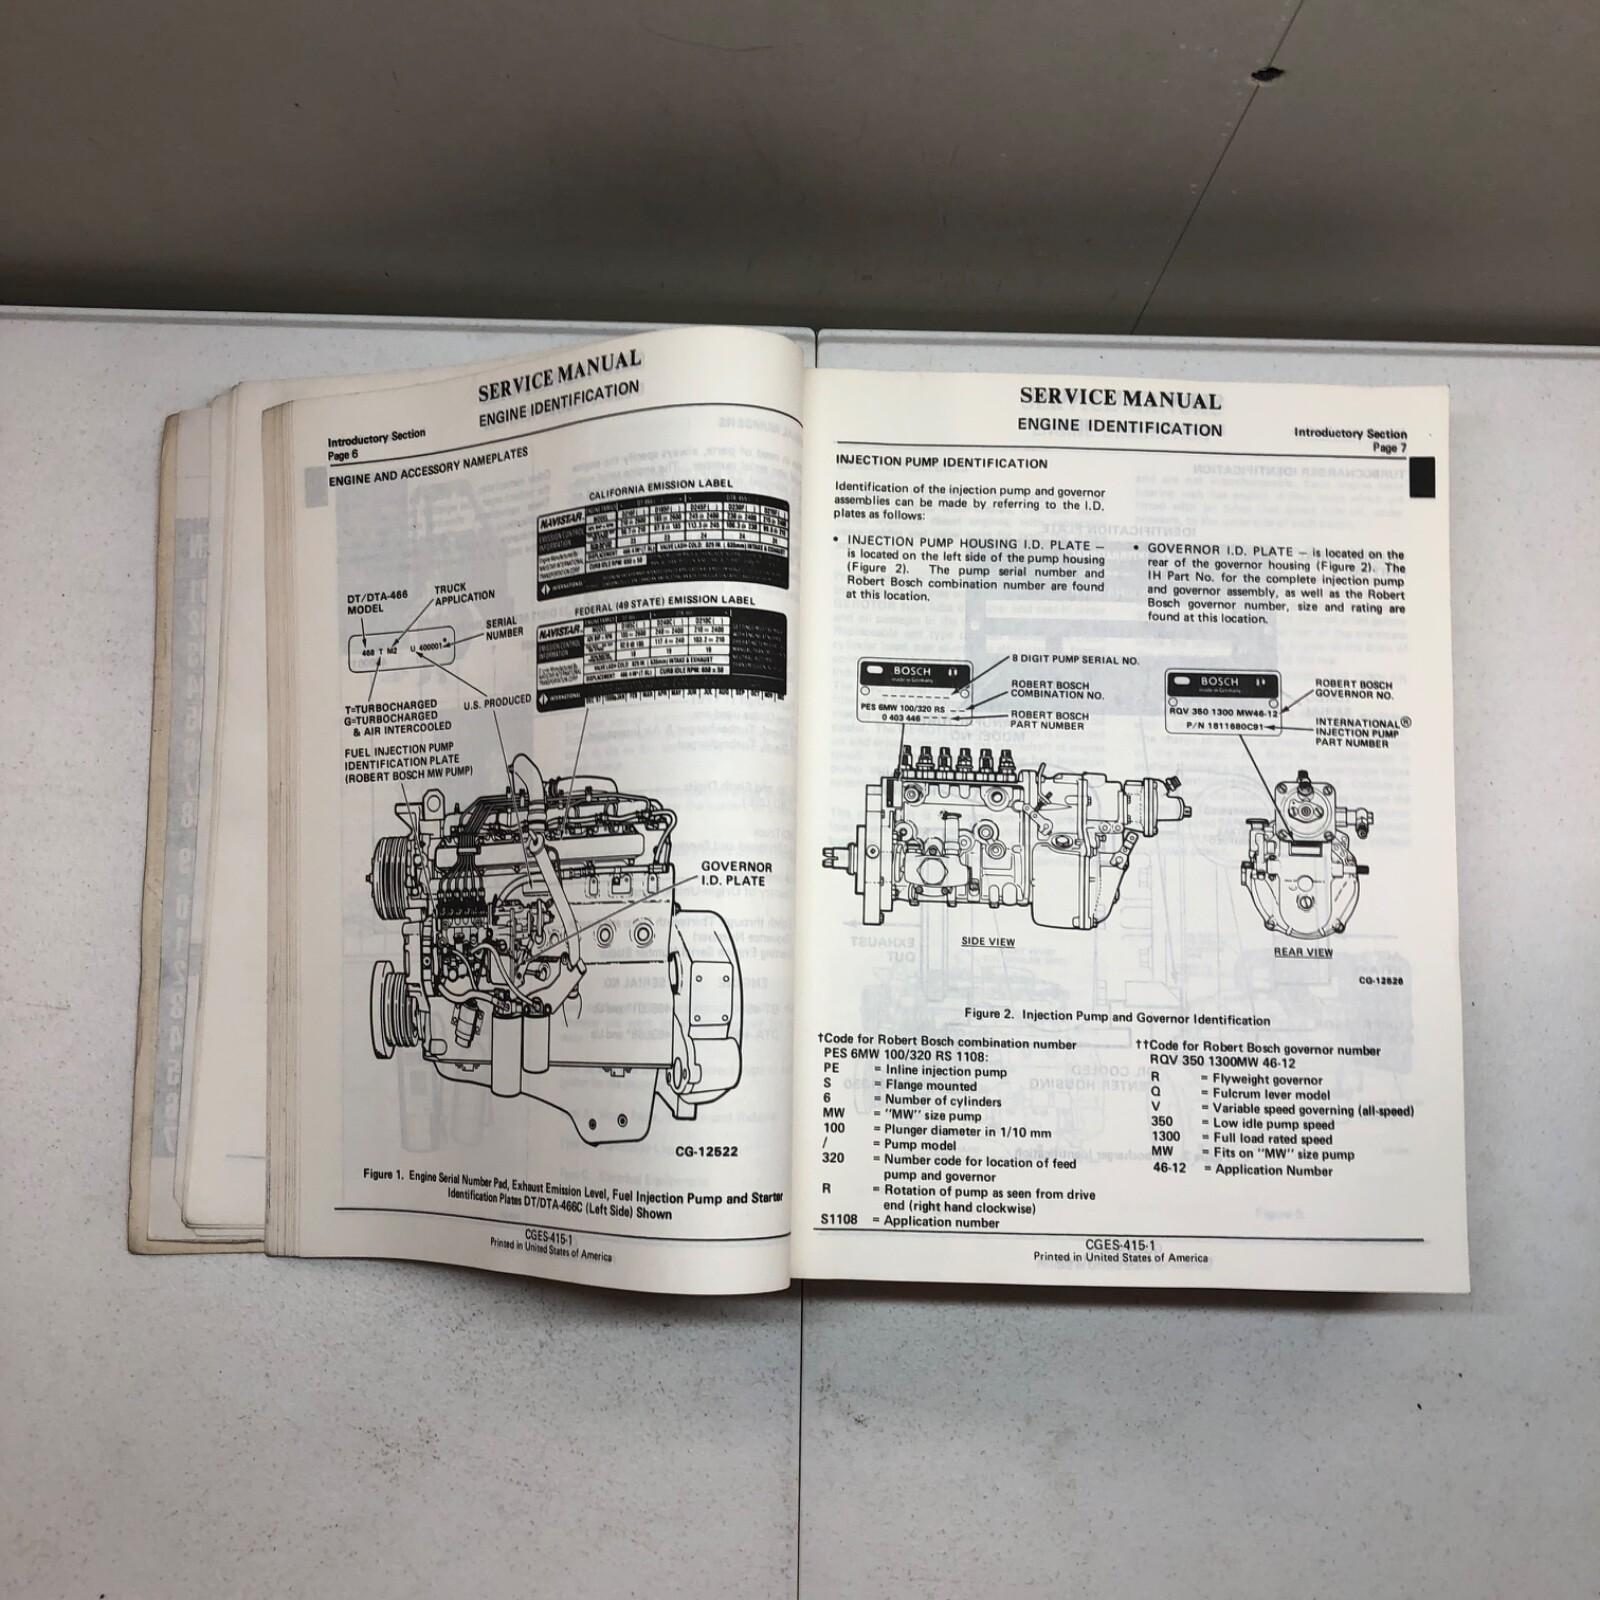 SERVICE MANUAL
ENGINE IDENTIFICATION
Introductory Section
Page 6
ENGINE AND ACCESSORY NAMEPLATES
CALIFORNIA EMISSION LABEL
NAVISTAR
EMISSION CONTROL
INFORMATION
DT/DTA-466
MODEL
TRUCK
APPLICATION
SERIAL
NUMBER
468 T M2 U 400001*
FEDERAL (49 STATE) EMISSION LABEL
NAVISTAR
EMISSION CONTROL
INFORMATION
INTERNATIONAL
T=TURBOCHARGED
G=TURBOCHARGED
& AIR INTERCOOLED
U.S. PRODUCED
FUEL INJECTION PUMP
IDENTIFICATION PLATE
(ROBERT BOSCH MW PUMP)
GOVERNOR
I.D. PLATE
CG-12522
Figure 1. Engine Serial Number Pad, Exhaust Emission Level, Fuel Injection Pump and Starter
Identification Plates DT/DTA-466C (Left Side) Shown
CGES-415-1
Printed in United States of America
SERVICE MANUAL
ENGINE IDENTIFICATION
Introductory Section
Page 7
INJECTION PUMP IDENTIFICATION
Identification of the injection pump and governor
assemblies can be made by referring to the I.D.
plates as follows:
• INJECTION PUMP HOUSING I.D. PLATE —
is located on the left side of the pump housing
(Figure 2). The pump serial number and
Robert Bosch combination number are found
at this location.
• GOVERNOR I.D. PLATE — is located on the
rear of the governor housing (Figure 2). The
IH Part No. for the complete injection pump
and governor assembly, as well as the Robert
Bosch governor number, size and rating are
found at this location.
BOSCH
made in Germany
PES 6MW 100/320 RS
0 403 446
8 DIGIT PUMP SERIAL NO.
ROBERT BOSCH
COMBINATION NO.
ROBERT BOSCH
PART NUMBER
BOSCH
made in Germany
RQV 350 1300 MW46-12
P/N 1811680C91
ROBERT BOSCH
GOVERNOR NO.
INTERNATIONAL®
INJECTION PUMP
PART NUMBER
SIDE VIEW
REAR VIEW
CG-12526
Figure 2. Injection Pump and Governor Identification
†Code for Robert Bosch combination number
PES 6MW 100/320 RS 1108:
PE = Inline injection pump
S = Flange mounted
6 = Number of cylinders
MW = "MW" size pump
100 = Plunger diameter in 1/10 mm
/ = Pump model
320 = Number code for location of feed
pump and governor
R = Rotation of pump as seen from drive
end (right hand clockwise)
S1108 = Application number
††Code for Robert Bosch governor number
RQV 350 1300MW 46-12
R = Flyweight governor
Q = Fulcrum lever model
V = Variable speed governing (all-speed)
350 = Low idle pump speed
1300 = Full load rated speed
MW = Fits on "MW" size pump
46-12 = Application Number
CGES-415-1
Printed in United States of America